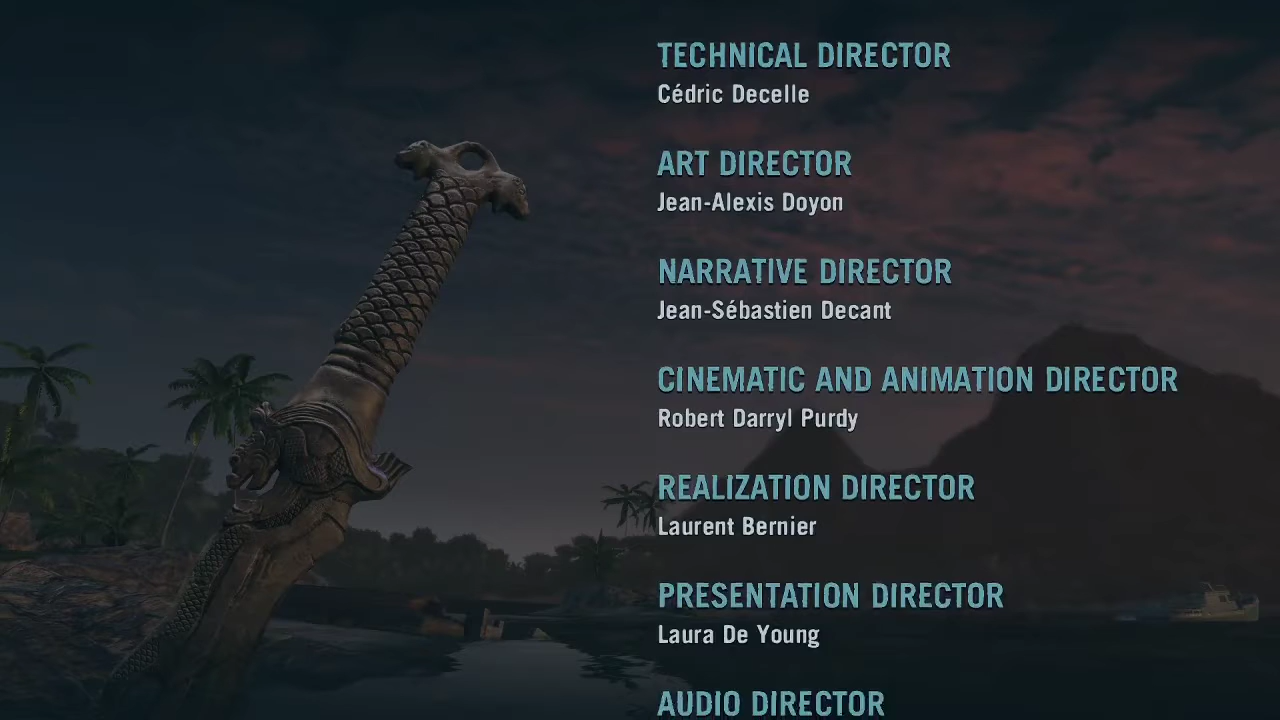 TECHNICAL DIRECTOR
Cédric Decelle
ART DIRECTOR
Jean-Alexis Doyon
NARRATIVE DIRECTOR
Jean-Sébastien Decant
CINEMATIC AND ANIMATION DIRECTOR
Robert Darryl Purdy
REALIZATION DIRECTOR
Laurent Bernier
PRESENTATION DIRECTOR
Laura De Young
AUDIO DIRECTOR